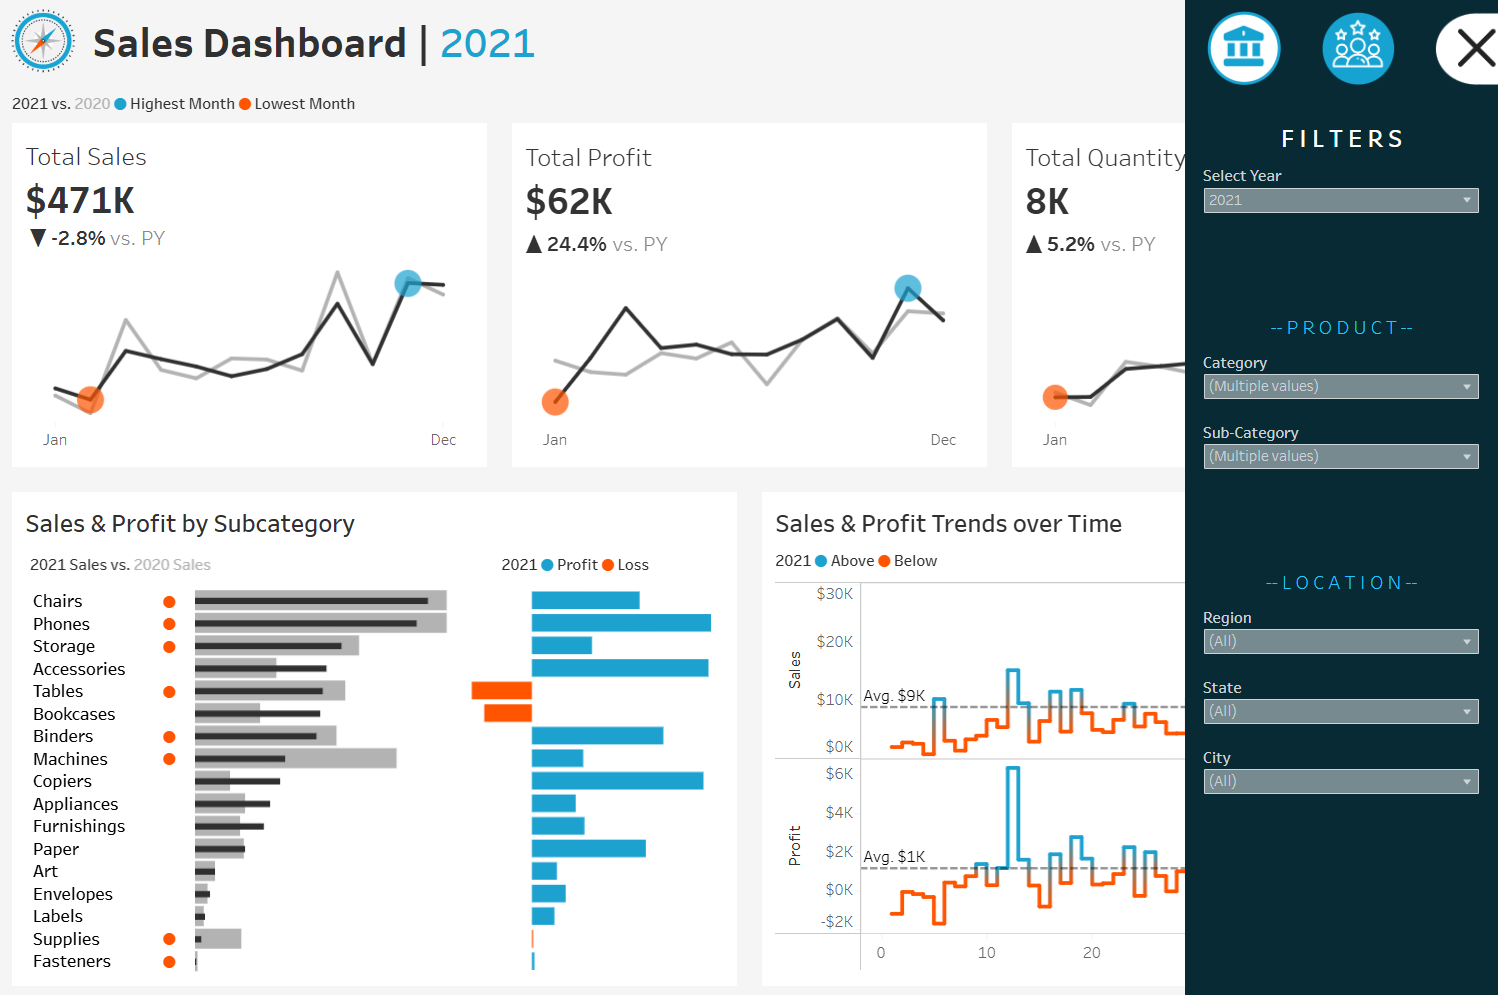 Sales Dashboard | 2021
2021 vs. 2020 Highest Month Lowest Month
Total Sales
$471K
▼ -2.8% vs. PY
Jan
Dec
Total Profit
$62K
▲ 24.4% vs. PY
Jan
Dec
Total Quantity
8K
▲ 5.2% vs. PY
Jan
Sales & Profit by Subcategory
2021 Sales vs. 2020 Sales
2021 Profit Loss
Chairs
Phones
Storage
Accessories
Tables
Bookcases
Binders
Machines
Copiers
Appliances
Furnishings
Paper
Art
Envelopes
Labels
Supplies
Fasteners
Sales & Profit Trends over Time
2021 Above Below
Sales
$30K
$20K
$10K
$0K
Avg. $9K
Profit
$6K
$4K
$2K
$0K
-$2K
Avg. $1K
0
10
20
FILTERS
Select Year
2021
--PRODUCT--
Category
(Multiple values)
Sub-Category
(Multiple values)
--LOCATION--
Region
(All)
State
(All)
City
(All)